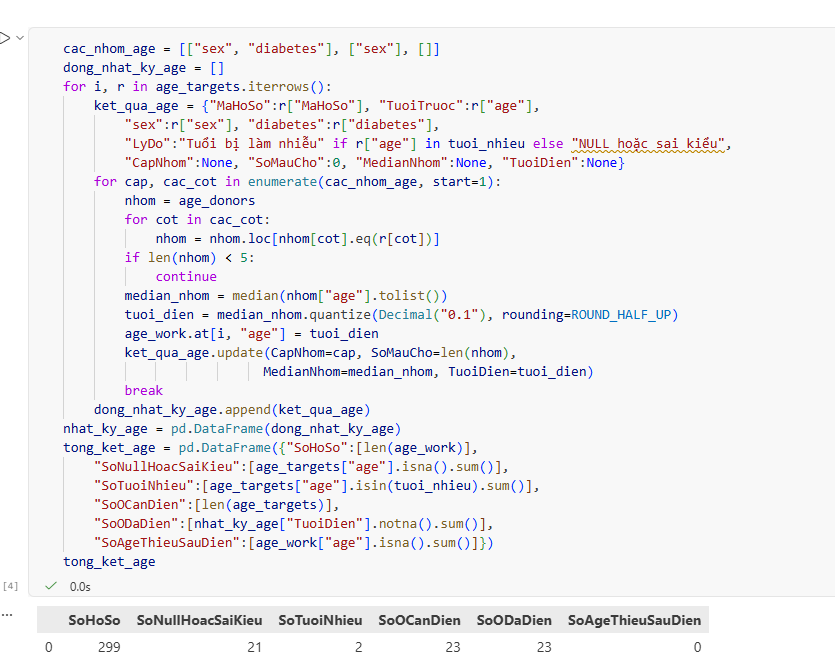 cac_nhom_age = [["sex", "diabetes"], ["sex"], []]
dong_nhat_ky_age = []
for i, r in age_targets.iterrows():
    ket_qua_age = {"MaHoSo":r["MaHoSo"], "TuoiTruoc":r["age"],
        "sex":r["sex"], "diabetes":r["diabetes"],
        "LyDo":"Tuổi bị làm nhiễu" if r["age"] in tuoi_nhieu else "NULL hoặc sai kiểu",
        "CapNhom":None, "SoMauCho":0, "MedianNhom":None, "TuoiDien":None}
    for cap, cac_cot in enumerate(cac_nhom_age, start=1):
        nhom = age_donors
        for cot in cac_cot:
            nhom = nhom.loc[nhom[cot].eq(r[cot])]
        if len(nhom) < 5:
            continue
        median_nhom = median(nhom["age"].tolist())
        tuoi_dien = median_nhom.quantize(Decimal("0.1"), rounding=ROUND_HALF_UP)
        age_work.at[i, "age"] = tuoi_dien
        ket_qua_age.update(CapNhom=cap, SoMauCho=len(nhom),
                          MedianNhom=median_nhom, TuoiDien=tuoi_dien)
        break
    dong_nhat_ky_age.append(ket_qua_age)
nhat_ky_age = pd.DataFrame(dong_nhat_ky_age)
tong_ket_age = pd.DataFrame({"SoHoSo":[len(age_work)],
    "SoNullHoacSaiKieu":[age_targets["age"].isna().sum()],
    "SoTuoiNhieu":[age_targets["age"].isin(tuoi_nhieu).sum()],
    "SoOCanDien":[len(age_targets)],
    "SoODaDien":[nhat_ky_age["TuoiDien"].notna().sum()],
    "SoAgeThieuSauDien":[age_work["age"].isna().sum()]})
tong_ket_age
[4] 0.0s
... SoHoSo SoNullHoacSaiKieu SoTuoiNhieu SoOCanDien SoODaDien SoAgeThieuSauDien
0 299 21 2 23 23 0